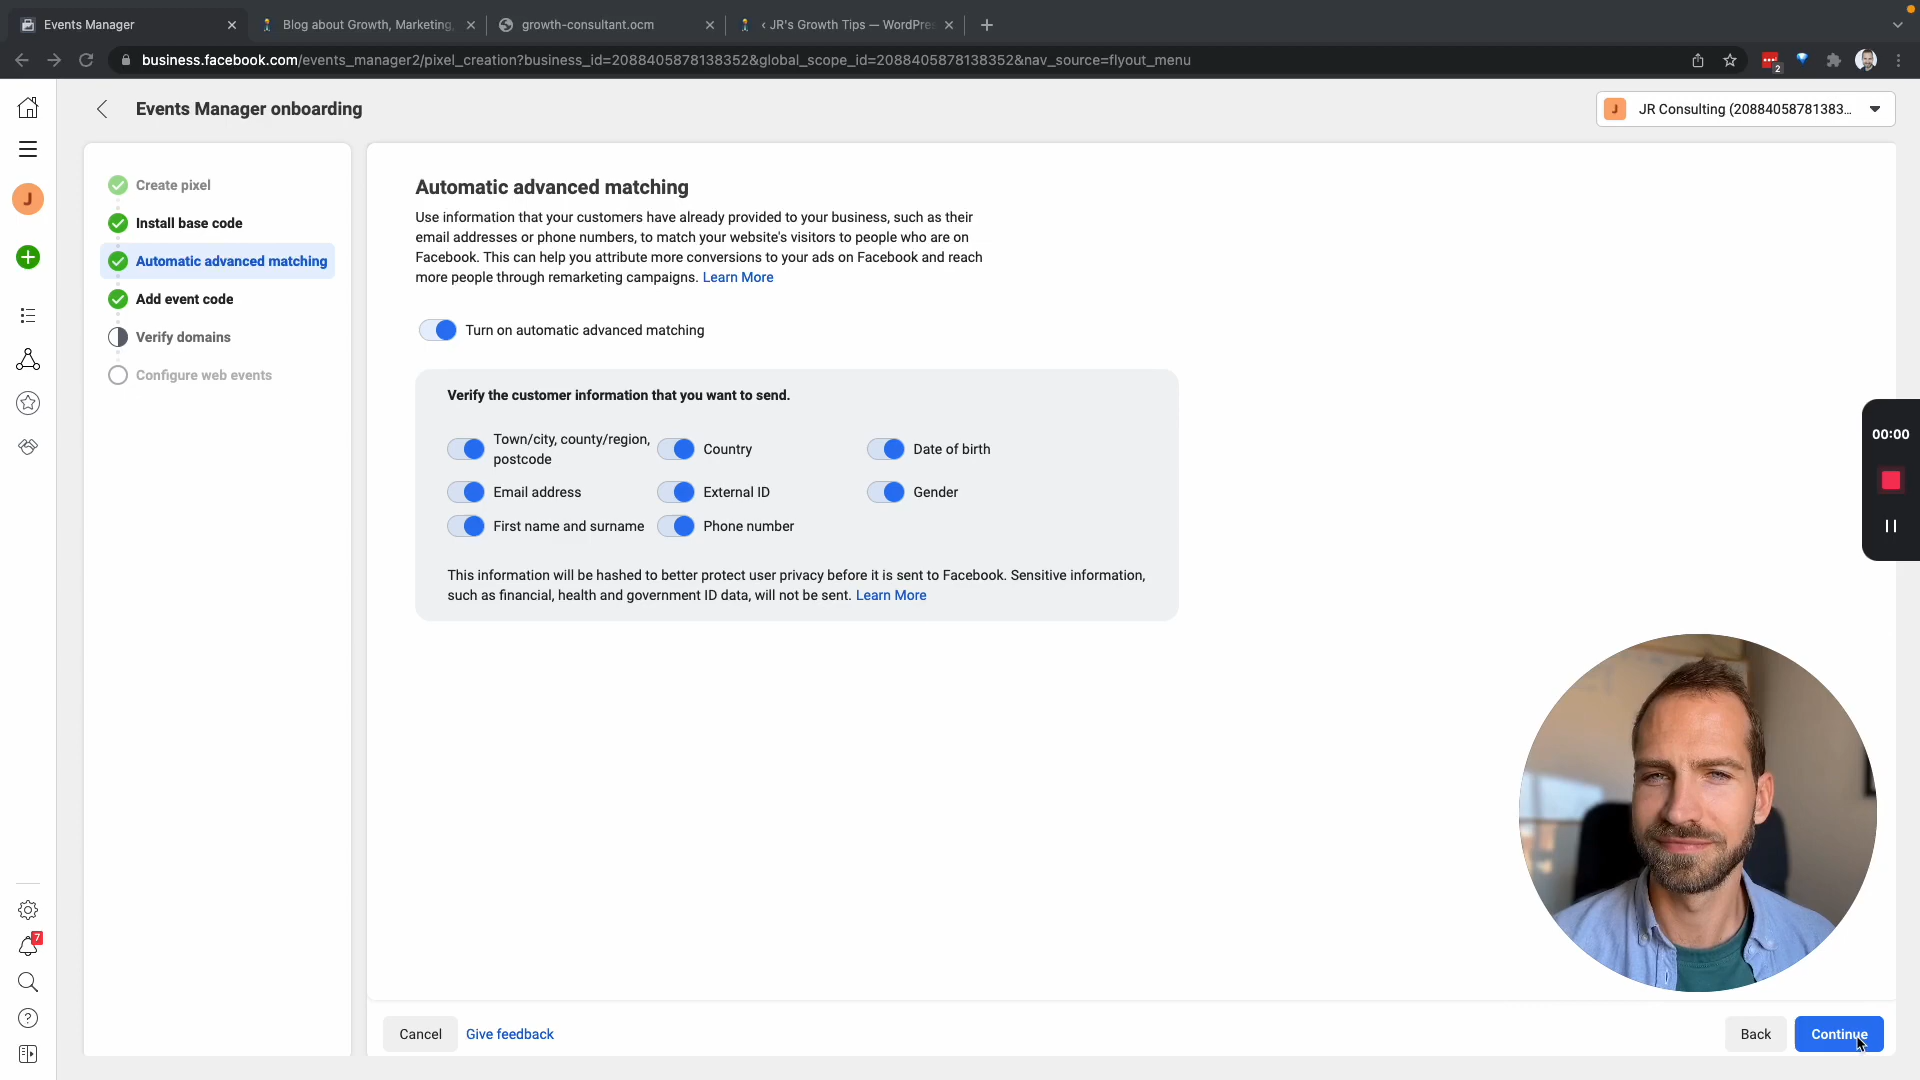 Events Manager
Blog about Growth, Marketing,
growth-consultant.ocm
‹ JR's Growth Tips — WordPre
business.facebook.com/events_manager2/pixel_creation?business_id=2088405878138352&global_scope_id=2088405878138352&nav_source=flyout_menu
2
Events Manager onboarding
J
JR Consulting (20884058781383...
J
Create pixel
Install base code
Automatic advanced matching
Add event code
Verify domains
Configure web events
Automatic advanced matching
Use information that your customers have already provided to your business, such as their
email addresses or phone numbers, to match your website's visitors to people who are on
Facebook. This can help you attribute more conversions to your ads on Facebook and reach
more people through remarketing campaigns. Learn More
Turn on automatic advanced matching
Verify the customer information that you want to send.
Town/city, county/region,
postcode
Country
Date of birth
Email address
External ID
Gender
First name and surname
Phone number
This information will be hashed to better protect user privacy before it is sent to Facebook. Sensitive information,
such as financial, health and government ID data, will not be sent. Learn More
00:00
7
Cancel
Give feedback
Back
Continue